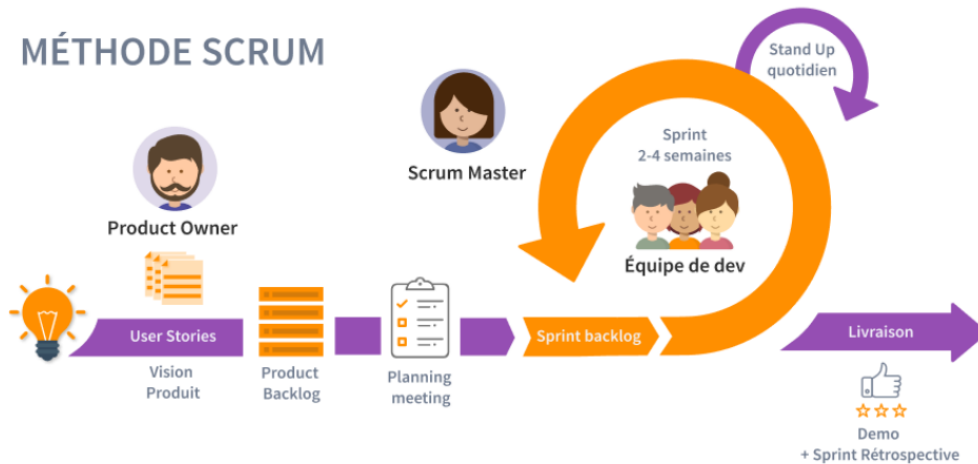 MÉTHODE SCRUM
Stand Up
quotidien
Sprint
2-4 semaines
Scrum Master
Product Owner
Équipe de dev
User Stories
Sprint backlog
Livraison
Vision
Produit
Product
Backlog
Planning
meeting
Demo
+ Sprint Rétrospective